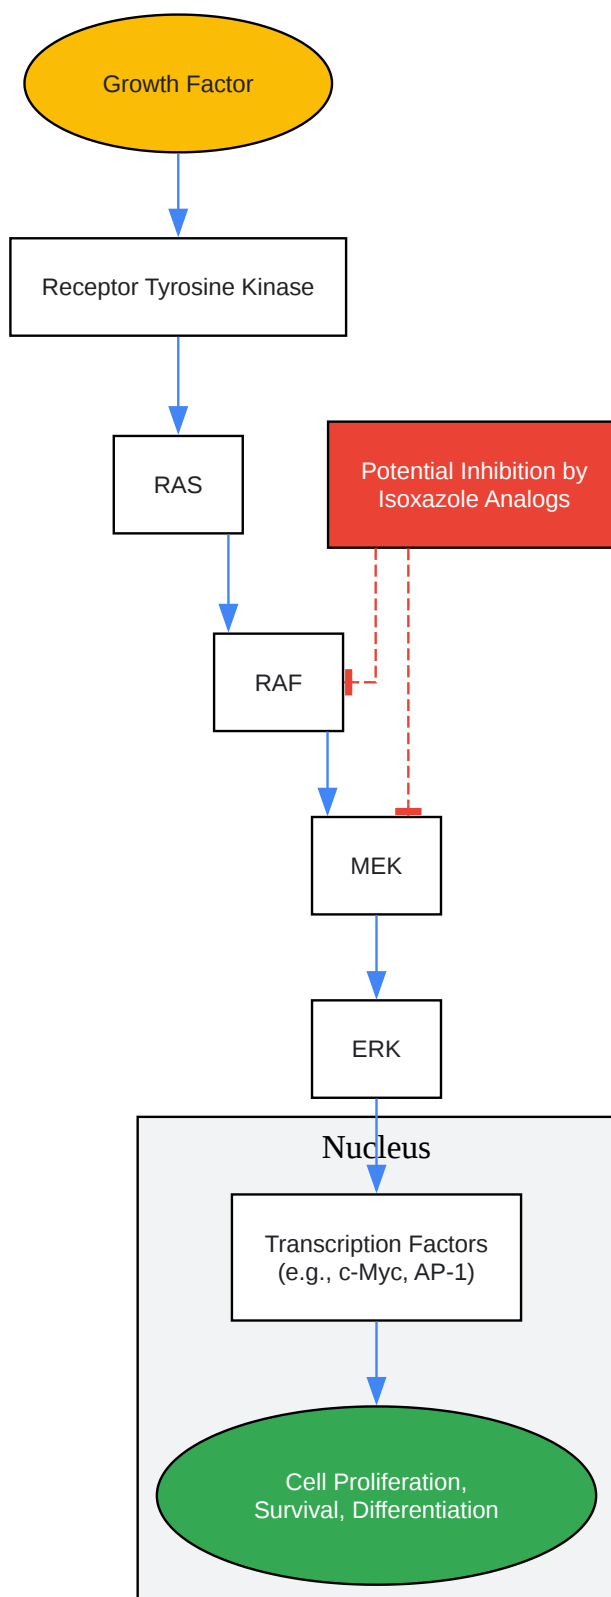 Growth Factor
Receptor Tyrosine Kinase
RAS
Potential Inhibition by
Isoxazole Analogs
RAF
MEK
ERK
Nucleus
Transcription Factors
(e.g., c-Myc, AP-1)
Cell Proliferation,
Survival, Differentiation